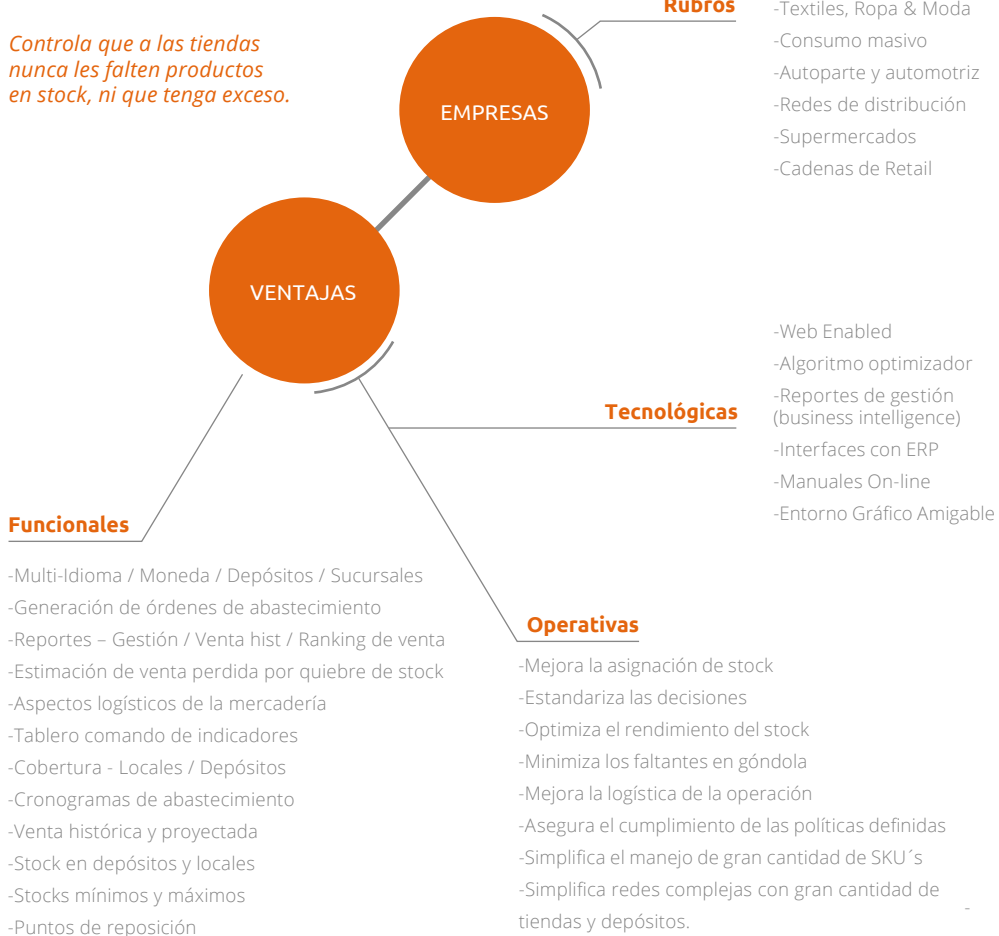 Controla que a las tiendas
nunca les falten productos
en stock, ni que tenga exceso.
EMPRESAS
Rubros
-Textiles, Ropa & Moda
-Consumo masivo
-Autoparte y automotriz
-Redes de distribución
-Supermercados
-Cadenas de Retail
VENTAJAS
Tecnológicas
-Web Enabled
-Algoritmo optimizador
-Reportes de gestión
(business intelligence)
-Interfaces con ERP
-Manuales On-line
-Entorno Gráfico Amigable
Funcionales
-Multi-Idioma / Moneda / Depósitos / Sucursales
-Generación de órdenes de abastecimiento
-Reportes – Gestión / Venta hist / Ranking de venta
-Estimación de venta perdida por quiebre de stock
-Aspectos logísticos de la mercadería
-Tablero comando de indicadores
-Cobertura - Locales / Depósitos
-Cronogramas de abastecimiento
-Venta histórica y proyectada
-Stock en depósitos y locales
-Stocks mínimos y máximos
-Puntos de reposición
Operativas
-Mejora la asignación de stock
-Estandariza las decisiones
-Optimiza el rendimiento del stock
-Minimiza los faltantes en góndola
-Mejora la logística de la operación
-Asegura el cumplimiento de las políticas definidas
-Simplifica el manejo de gran cantidad de SKU´s
-Simplifica redes complejas con gran cantidad de
tiendas y depósitos.
-